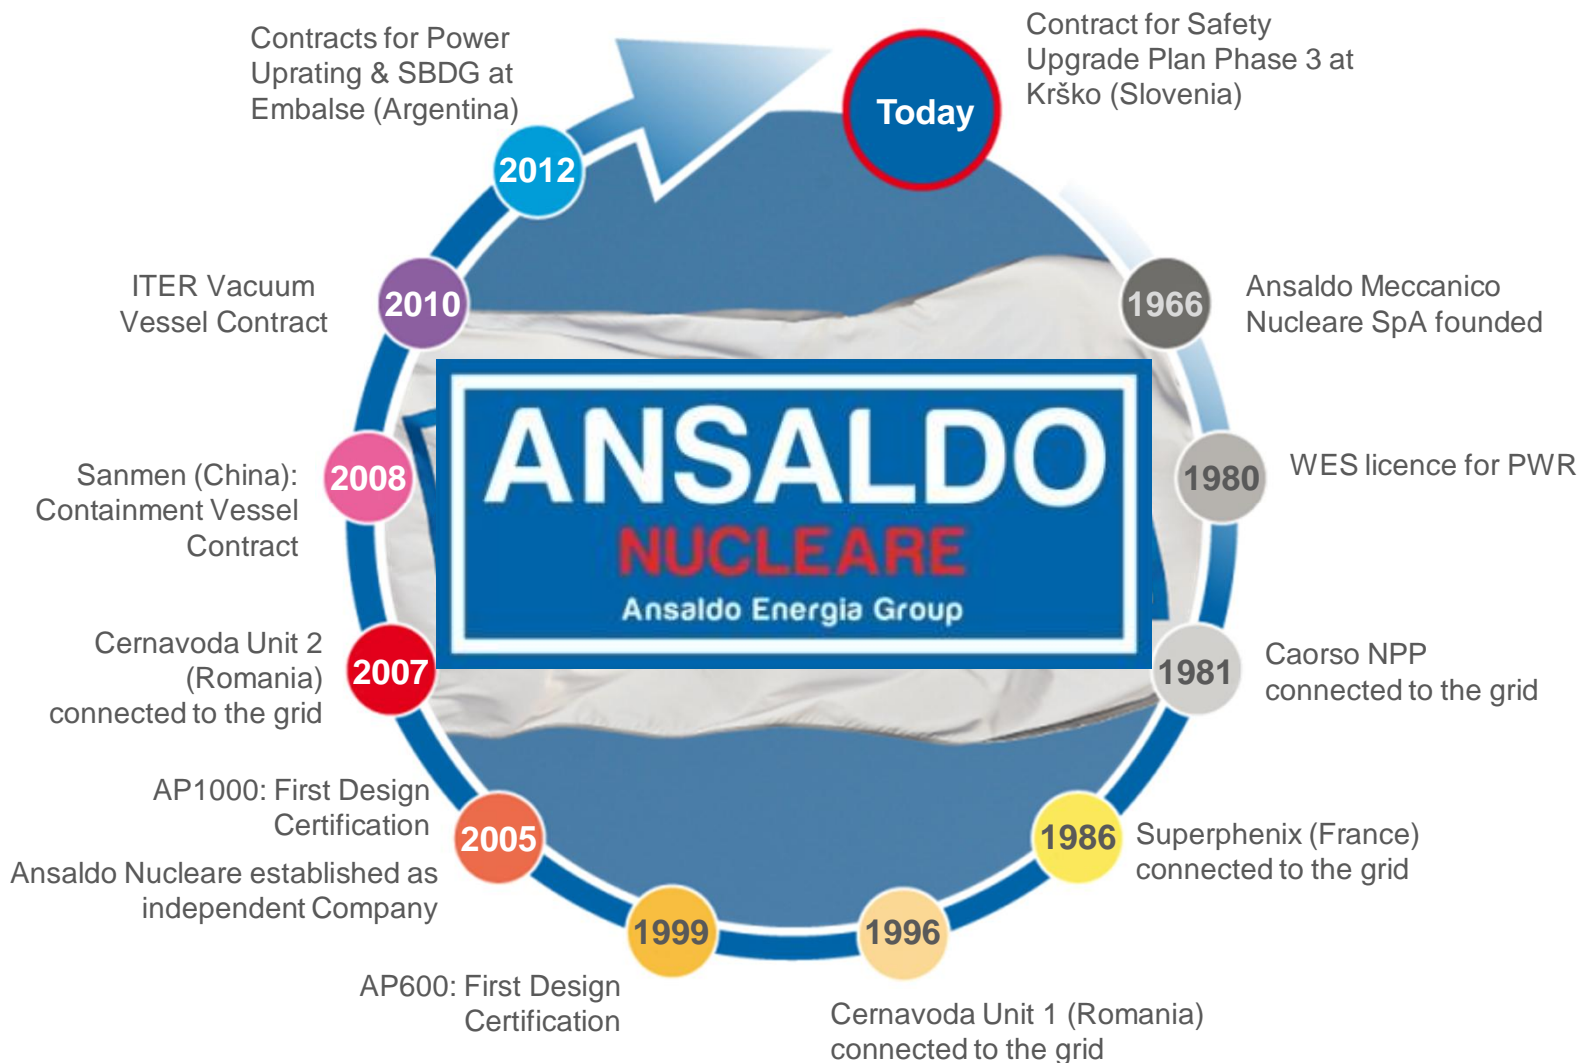 Contracts for Power
Uprating & SBDG at
Embalse (Argentina)
2012
Today
Contract for Safety
Upgrade Plan Phase 3 at
Krško (Slovenia)
1966
Ansaldo Meccanico
Nucleare SpA founded
1980
WES licence for PWR
1981
Caorso NPP
connected to the grid
1986
Superphenix (France)
connected to the grid
1996
Cernavoda Unit 1 (Romania)
connected to the grid
1999
AP600: First Design
Certification
2005
AP1000: First Design
Certification
Ansaldo Nucleare established as
independent Company
2007
Cernavoda Unit 2
(Romania)
connected to the grid
2008
Sanmen (China):
Containment Vessel
Contract
2010
ITER Vacuum
Vessel Contract
ANSALDO
NUCLEARE
Ansaldo Energia Group